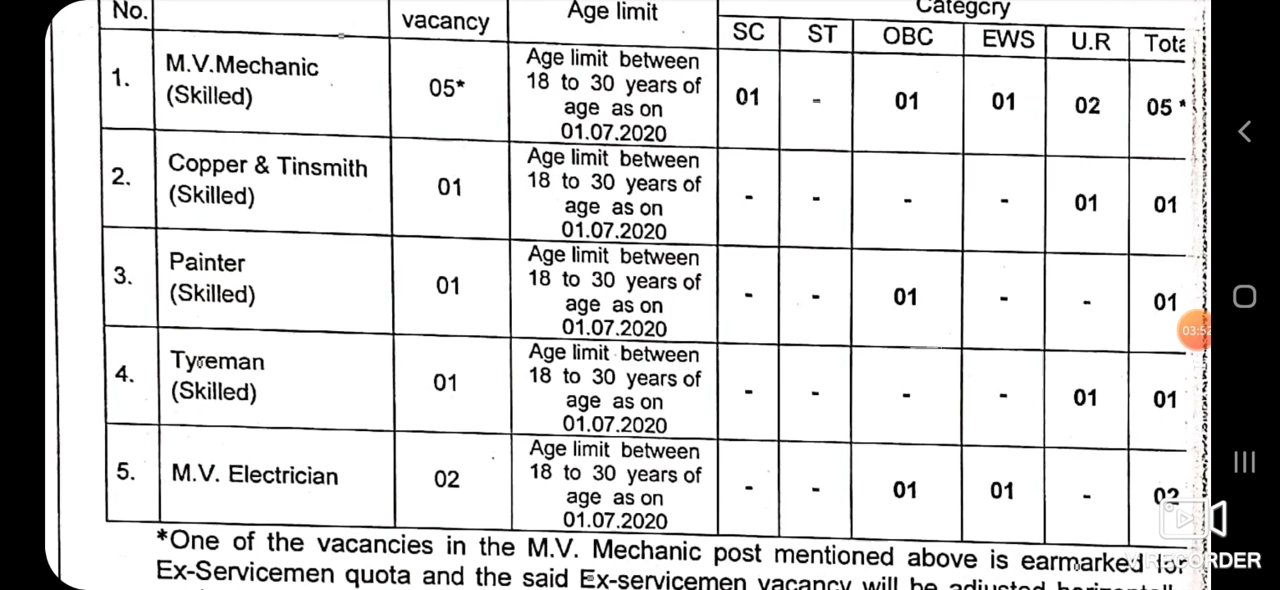 No.
vacancy
Age limit
Category
SC ST OBC EWS U.R
1. M.V.Mechanic
(Skilled)
05*
Age limit between
18 to 30 years of
age as on
01.07.2020
01 - 01 01 02 05 *
2. Copper & Tinsmith
(Skilled)
01
Age limit between
18 to 30 years of
age as on
01.07.2020
- - - - 01 01
3. Painter
(Skilled)
01
Age limit between
18 to 30 years of
age as on
01.07.2020
- - 01 - - 01
4. Tyreman
(Skilled)
01
Age limit between
18 to 30 years of
age as on
01.07.2020
- - - - 01 01
5. M.V. Electrician
02
Age limit between
18 to 30 years of
age as on
01.07.2020
- - 01 01 - 02
*One of the vacancies in the M.V. Mechanic post mentioned above is earmarked for
Ex-Servicemen quota and the said Ex-servicemen vacancy will be adjusted
03:52
RECORDER